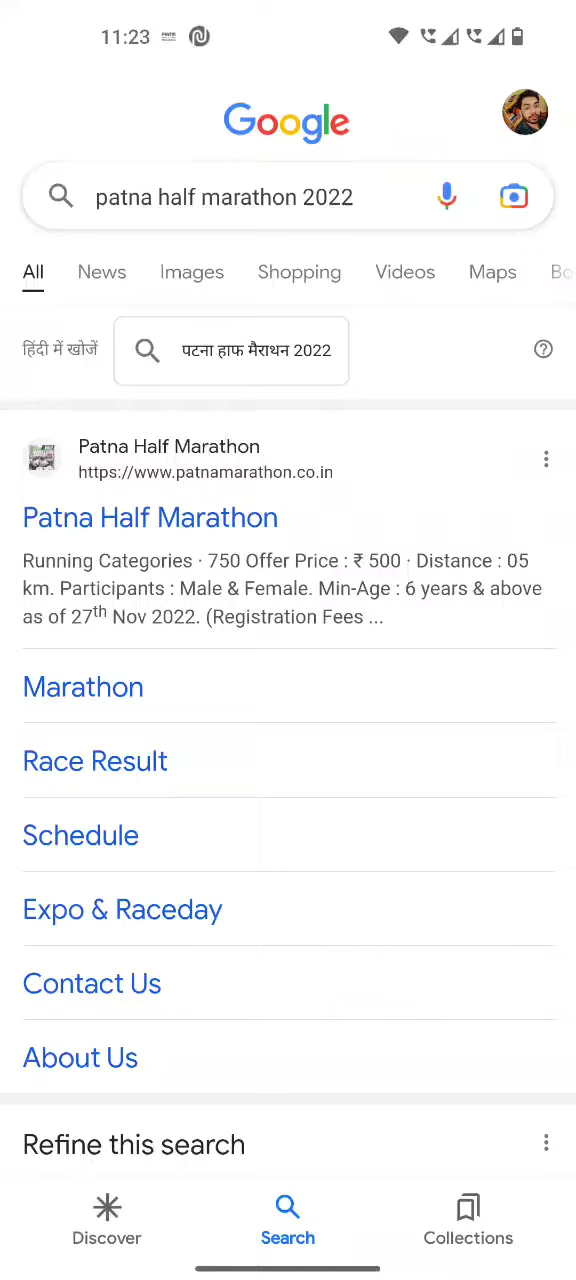 11:23
Google
patna half marathon 2022
All News Images Shopping Videos Maps Bo
हिंदी में खोजें पटना हाफ मैराथन 2022
Patna Half Marathon
https://www.patnamarathon.co.in
Patna Half Marathon
Running Categories · 750 Offer Price : ₹ 500 · Distance : 05
km. Participants : Male & Female. Min-Age : 6 years & above
as of 27th Nov 2022. (Registration Fees ...
Marathon
Race Result
Schedule
Expo & Raceday
Contact Us
About Us
Refine this search
Discover Search Collections